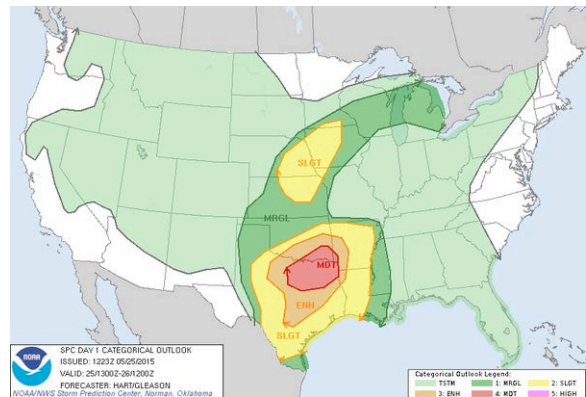 SLGT
MRGL
MDT
ENH
SLGT
NOAA
SPC DAY 1 CATEGORICAL OUTLOOK
ISSUED: 1223Z 05/25/2015
VALID: 25/1300Z-26/1200Z
FORECASTER: HART/GLEASON
NOAA/NWS Storm Prediction Center, Norman, Oklahoma
Categorical Outlook Legend:
TSTM 1: MRGL 2: SLGT
3: ENH 4: MDT 5: HIGH